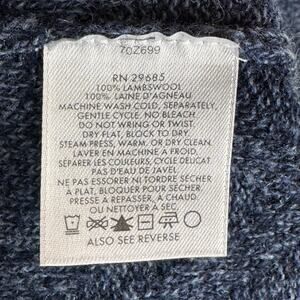 70Z699
RN 29685
100% LAMBSWOOL
100% LAINE D'AGNEAU
MACHINE WASH COLD, SEPARATELY,
GENTLE CYCLE. NO BLEACH.
DO NOT WRING OR TWIST.
DRY FLAT, BLOCK TO DRY.
STEAM PRESS, WARM, OR DRY CLEAN.
LAVER EN MACHINE A FROID,
SÉPARER LES COULEURS, CYCLE DÉLICAT
PAS D'EAU DE JAVEL.
NE PAS ESSORER NI TORDRE SÉCHER
À PLAT, BLOQUER POUR SÉCHER.
PRESSE A REPASSER, CHAUD,
OU NETTOYER À SEC.
ALSO SEE REVERSE